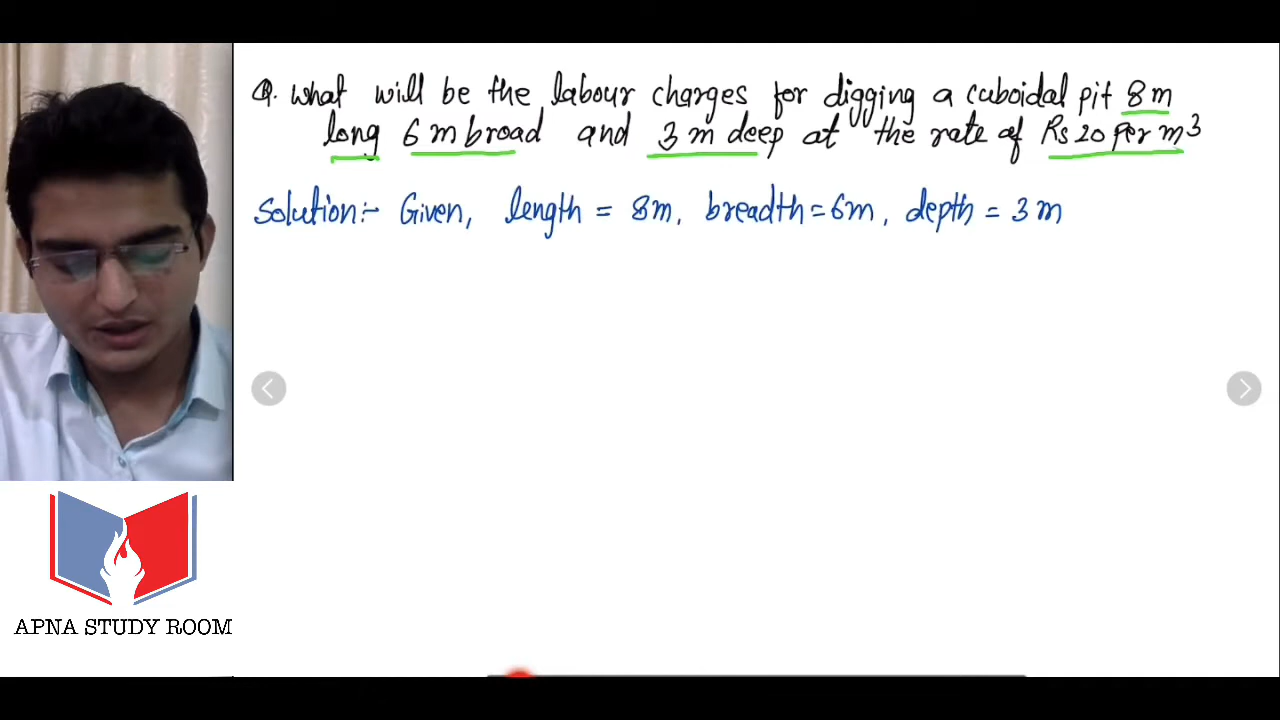 Q. What will be the labour charges for digging a cuboidal pit 8m
long 6 m broad and 3 m deep at the rate of Rs 20 per m³
Solution:- Given, length = 8m, breadth = 6m, depth = 3 m
APNA STUDY ROOM